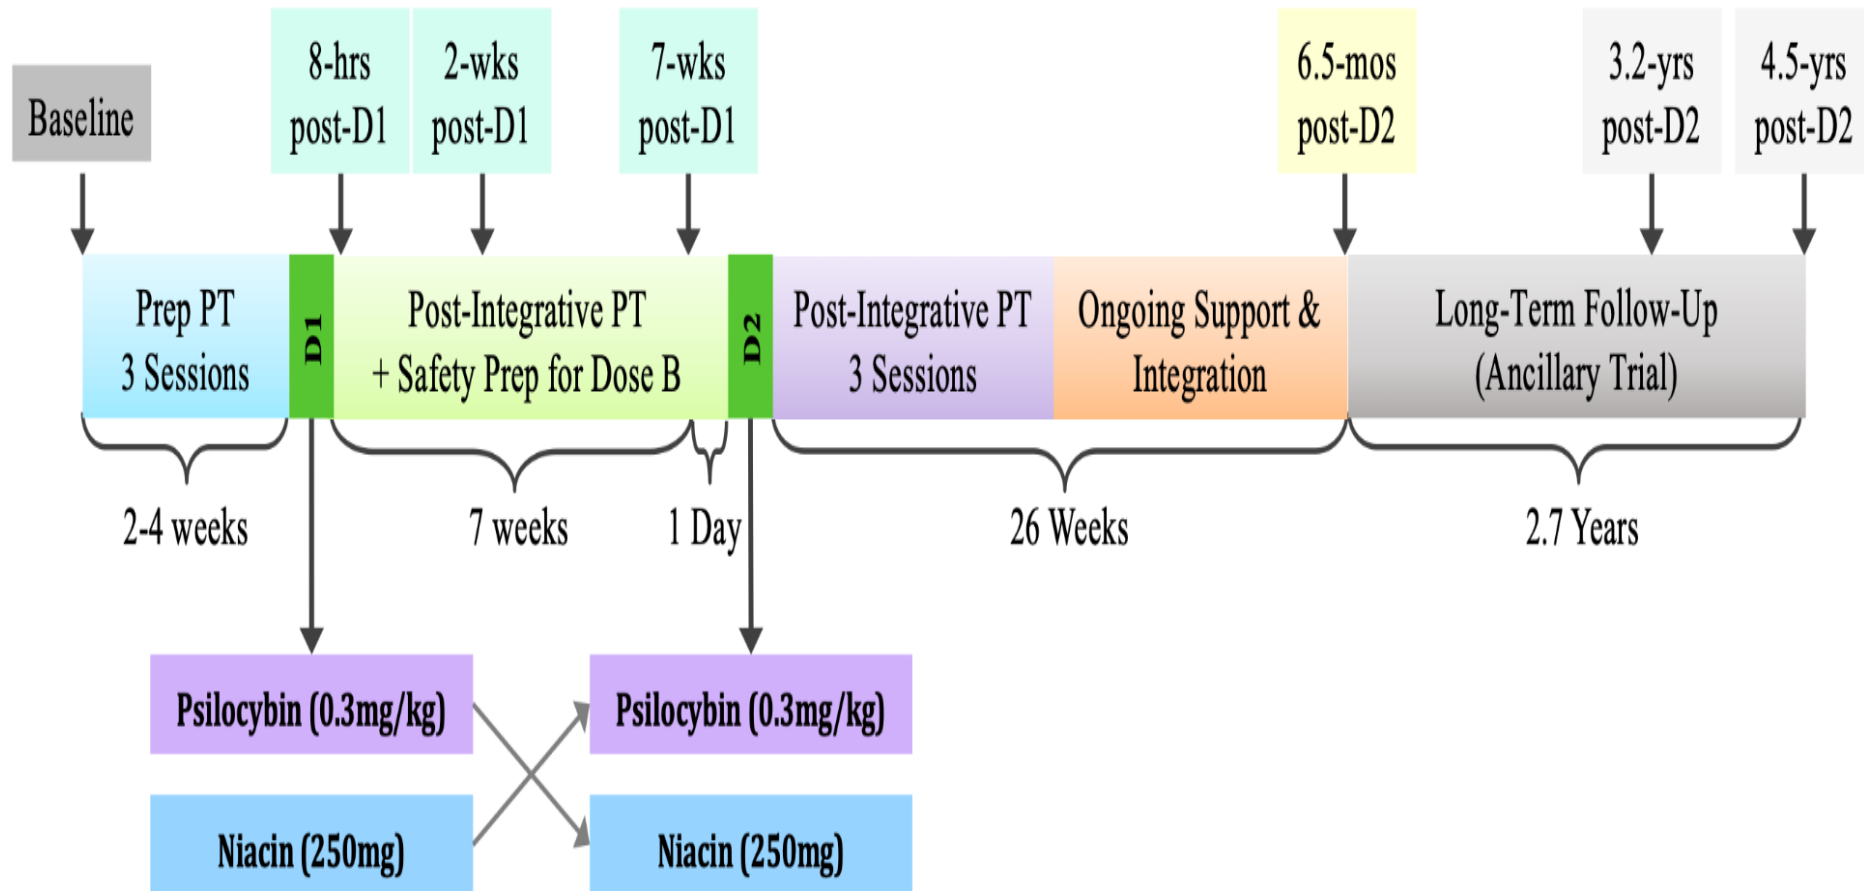 Baseline
8-hrs
post-D1
2-wks
post-D1
7-wks
post-D1
6.5-mos
post-D2
3.2-yrs
post-D2
4.5-yrs
post-D2
Prep PT
3 Sessions
D1
Post-Integrative PT
+ Safety Prep for Dose B
D2
Post-Integrative PT
3 Sessions
Ongoing Support &
Integration
Long-Term Follow-Up
(Ancillary Trial)
2-4 weeks
7 weeks
1 Day
26 Weeks
2.7 Years
Psilocybin (0.3mg/kg)
Psilocybin (0.3mg/kg)
Niacin (250mg)
Niacin (250mg)